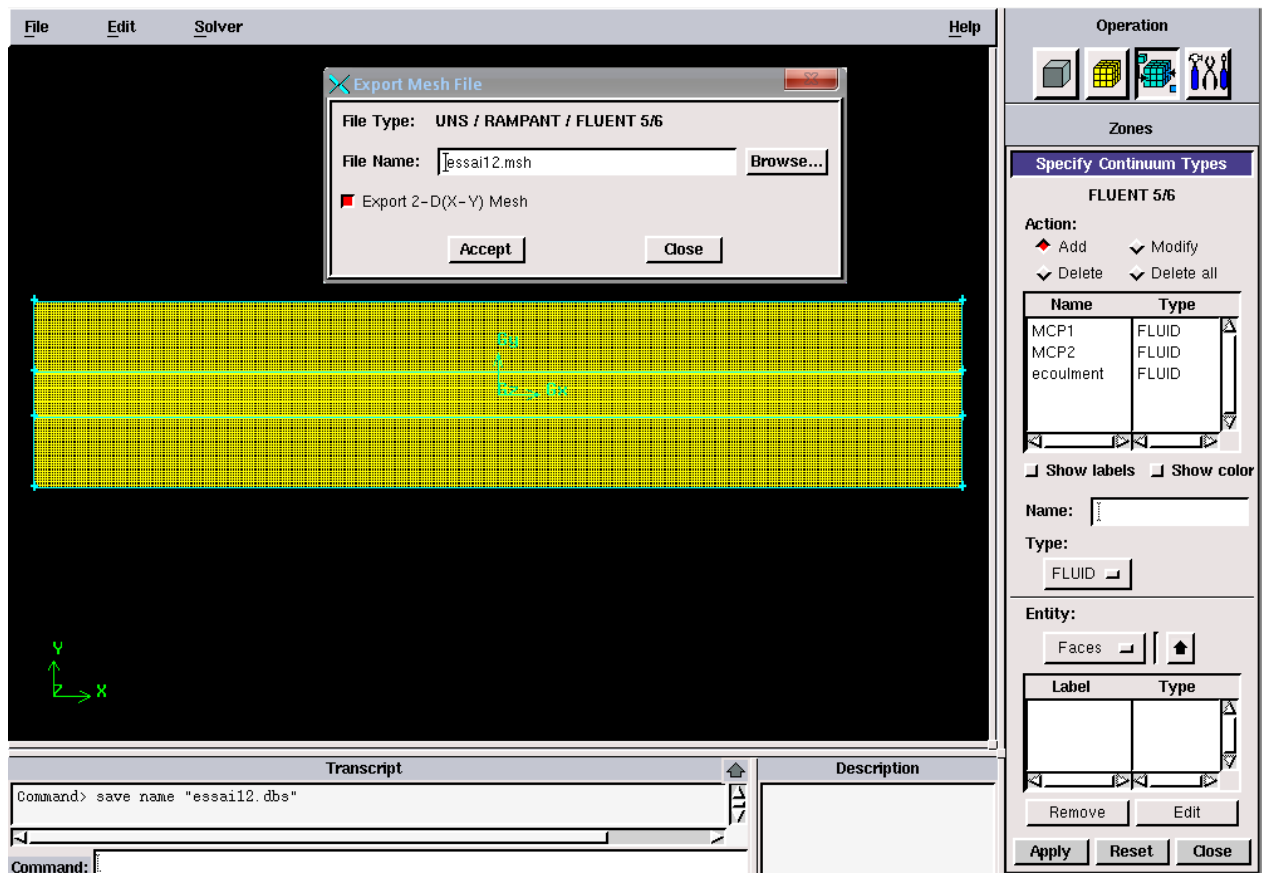 File Edit Solver Help
Export Mesh File
File Type: UNS / RAMPANT / FLUENT 5/6
File Name: essai12.msh Browse...
Export 2-D(X-Y) Mesh
Accept Close
Gy
Gx
Y
Z X
Transcript
Command> save name "essai12.dbs"
Command:
Description
Operation
Zones
Specify Continuum Types
FLUENT 5/6
Action:
Add Modify
Delete Delete all
Name Type
MCP1 FLUID
MCP2 FLUID
ecoulment FLUID
Show labels Show color
Name:
Type:
FLUID
Entity:
Faces
Label Type
Remove Edit
Apply Reset Close